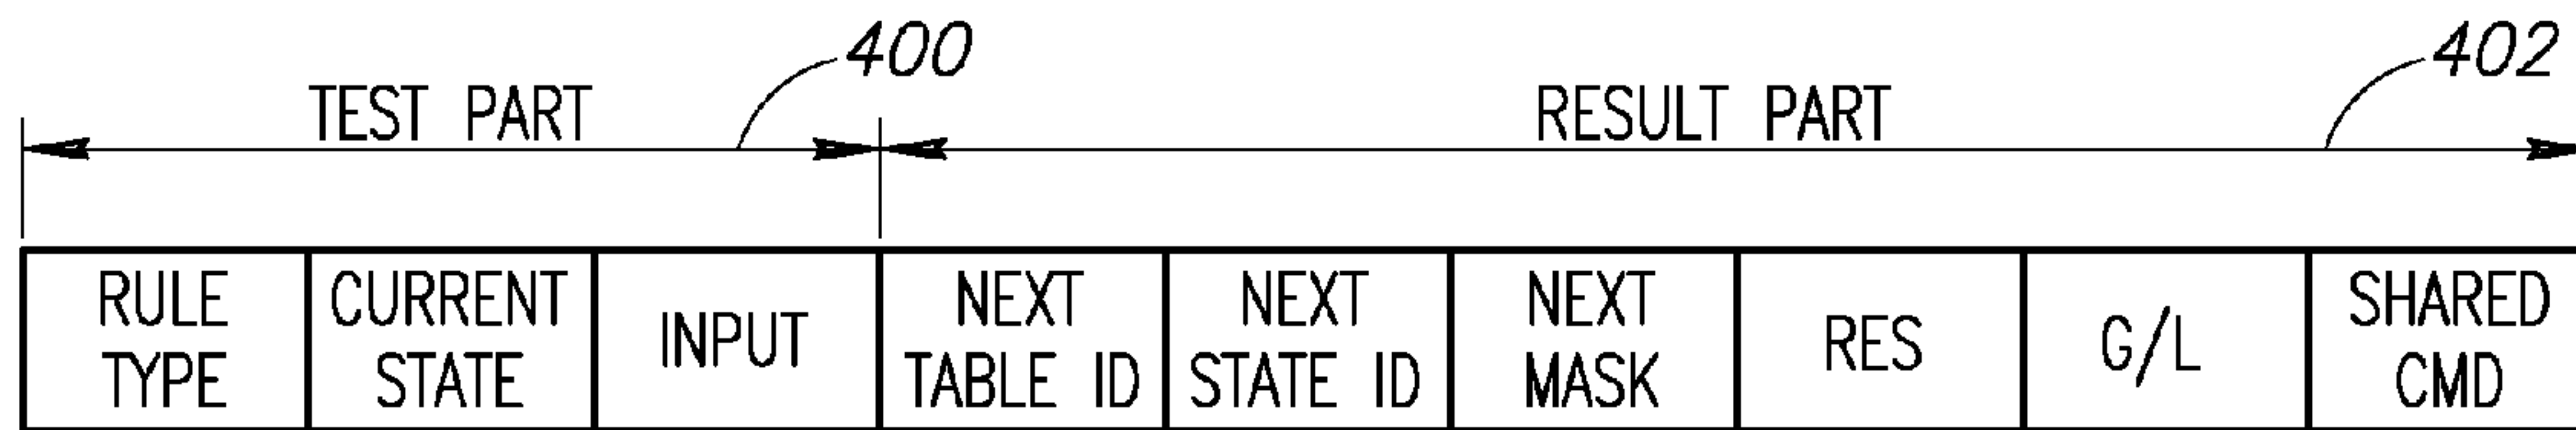 400
402
TEST PART
RESULT PART
RULE TYPE
CURRENT STATE
INPUT
NEXT TABLE ID
NEXT STATE ID
NEXT MASK
RES
G/L
SHARED CMD